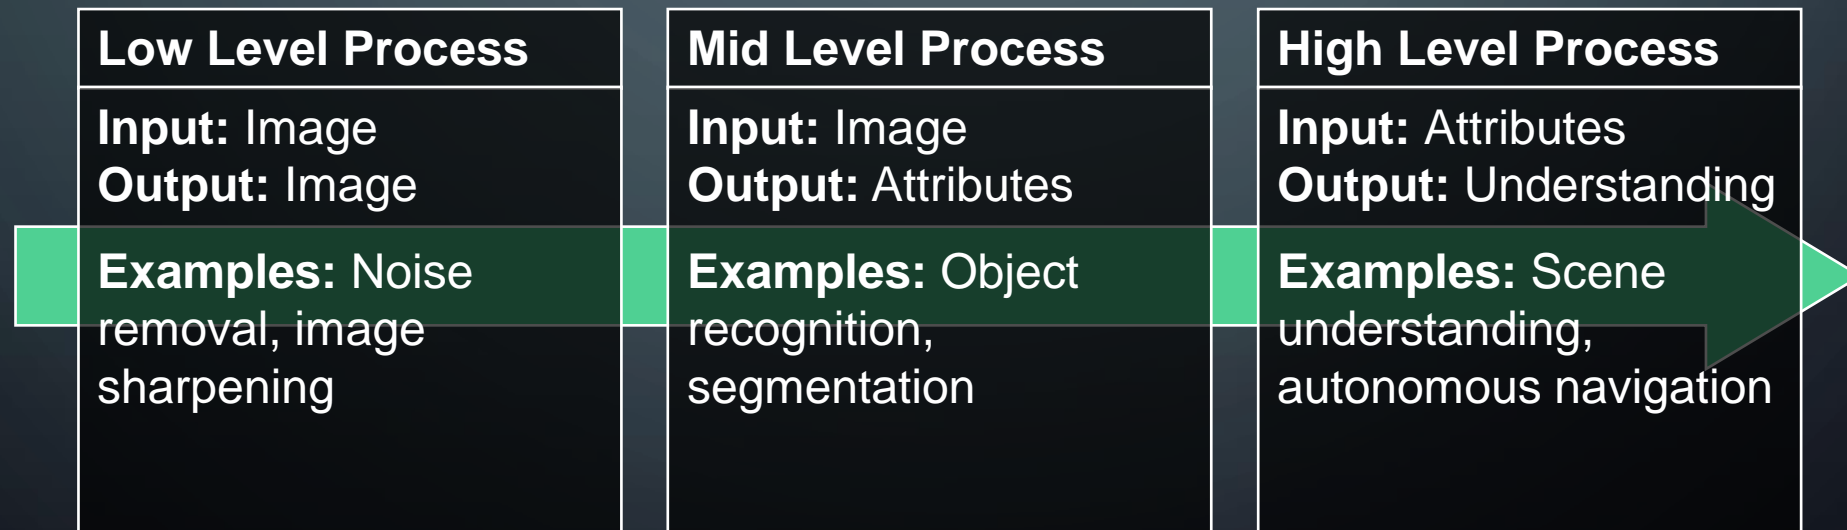 Low Level Process
Input: Image
Output: Image
Examples: Noise
removal, image
sharpening
Mid Level Process
Input: Image
Output: Attributes
Examples: Object
recognition,
segmentation
High Level Process
Input: Attributes
Output: Understanding
Examples: Scene
understanding,
autonomous navigation